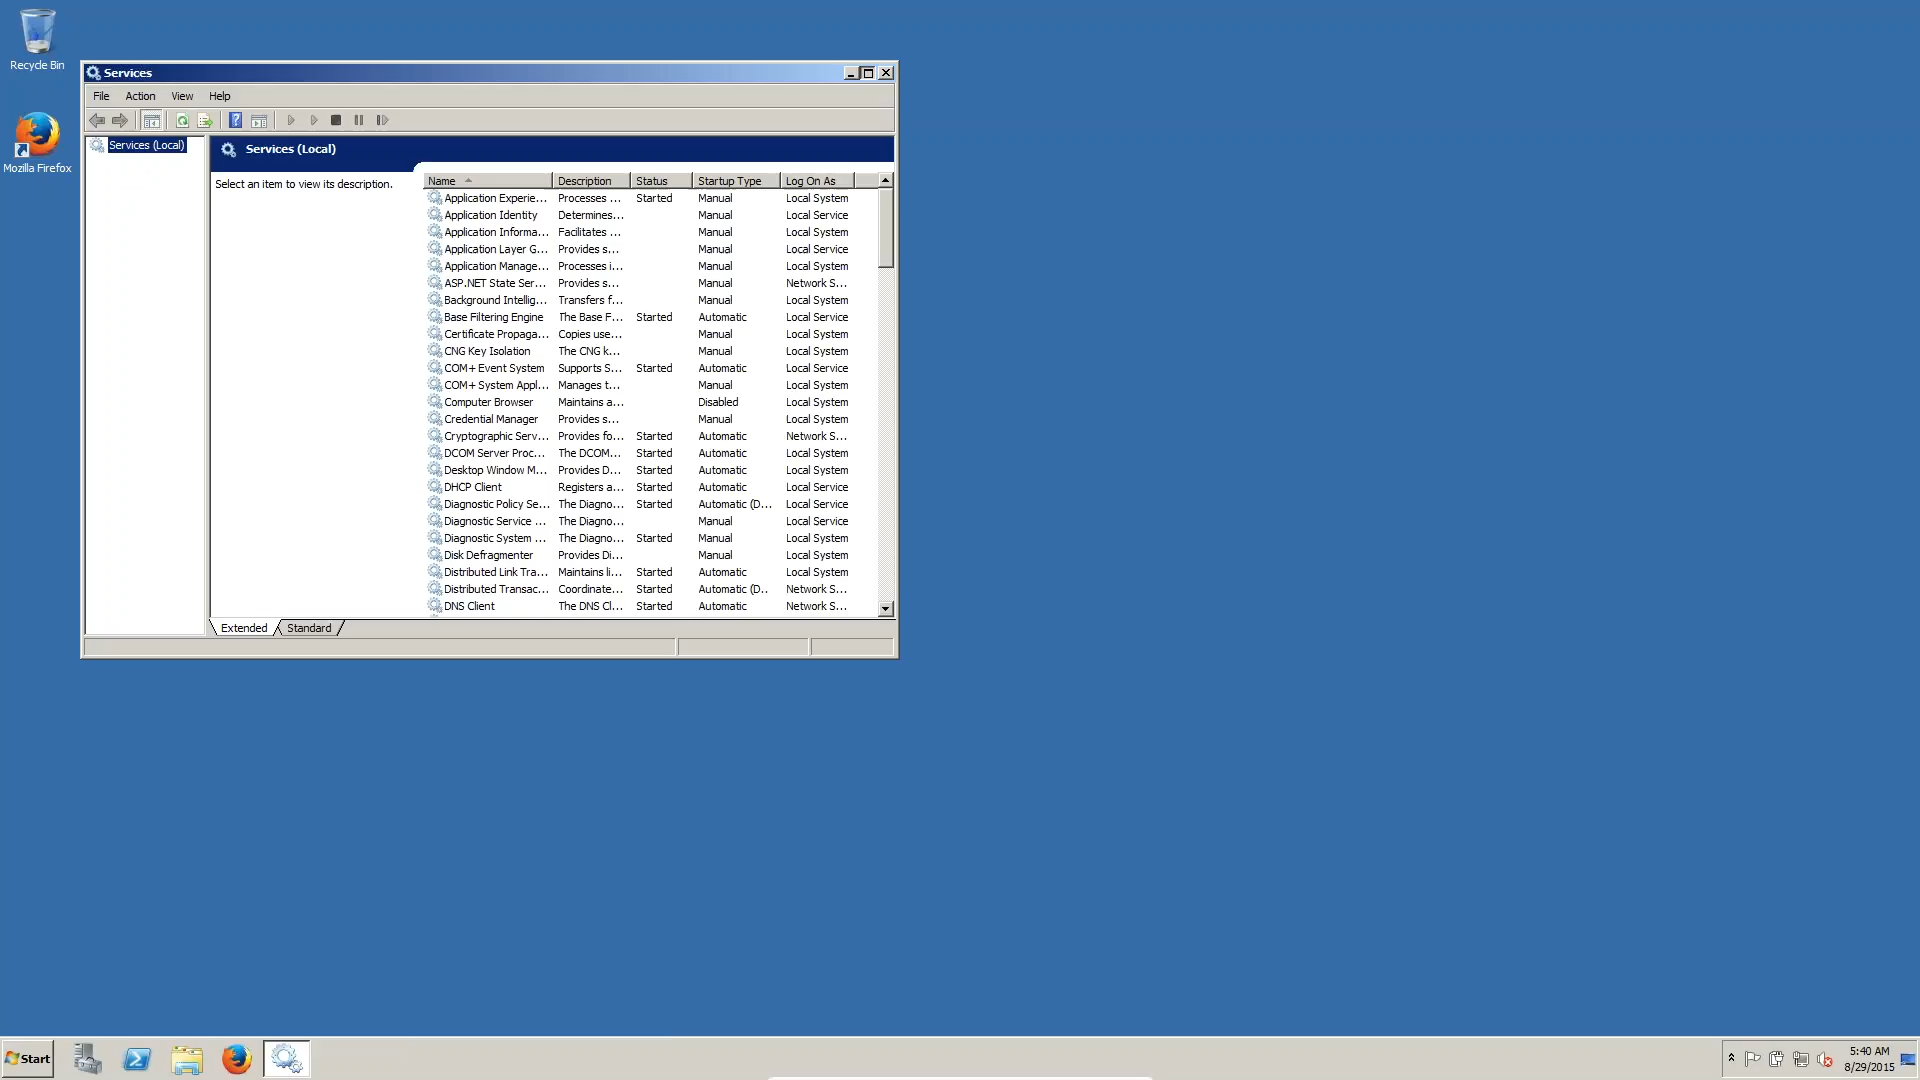 Recycle Bin
Mozilla Firefox
Services
File Action View Help
Services (Local)
Services (Local)
Select an item to view its description.
Name Description Status Startup Type Log On As
Application Experie... Processes ... Started Manual Local System
Application Identity Determines... Manual Local Service
Application Informa... Facilitates ... Manual Local System
Application Layer G... Provides s... Manual Local Service
Application Manage... Processes i... Manual Local System
ASP.NET State Ser... Provides s... Manual Network S...
Background Intellig... Transfers f... Manual Local System
Base Filtering Engine The Base F... Started Automatic Local Service
Certificate Propaga... Copies use... Manual Local System
CNG Key Isolation The CNG k... Manual Local System
COM+ Event System Supports S... Started Automatic Local Service
COM+ System Appl... Manages t... Manual Local System
Computer Browser Maintains a... Disabled Local System
Credential Manager Provides s... Manual Local System
Cryptographic Serv... Provides fo... Started Automatic Network S...
DCOM Server Proc... The DCOM... Started Automatic Local System
Desktop Window M... Provides D... Started Automatic Local System
DHCP Client Registers a... Started Automatic Local Service
Diagnostic Policy Se... The Diagno... Started Automatic (D... Local Service
Diagnostic Service ... The Diagno... Manual Local Service
Diagnostic System ... The Diagno... Started Manual Local System
Disk Defragmenter Provides Di... Manual Local System
Distributed Link Tra... Maintains li... Started Automatic Local System
Distributed Transac... Coordinate... Started Automatic (D... Network S...
DNS Client The DNS Cl... Started Automatic Network S...
Extended Standard
Start
5:40 AM
8/29/2015